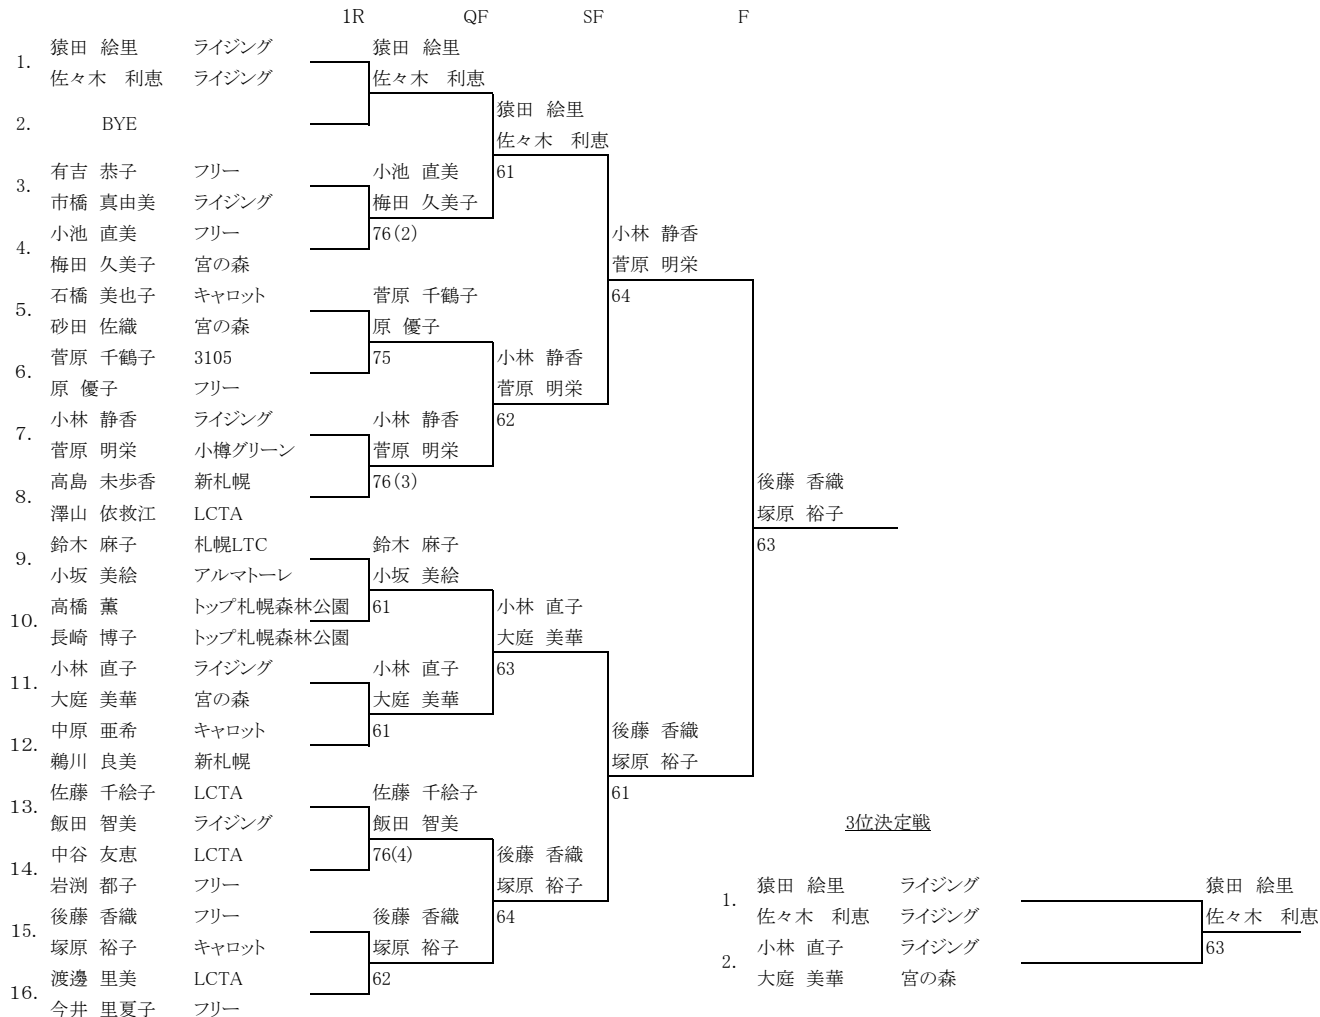 1R QF SF F
猿田 絵里 ライジング 猿田 絵里
1.
佐々木 利恵 ライジング 佐々木 利恵
猿田 絵里
2. BYE
佐々木 利恵
有吉 恭子 フリー 小池 直美 61
3.
市橋 真由美 ライジング 梅田 久美子
小池 直美 フリー 76(2) 小林 静香
4.
梅田 久美子 宮の森 菅原 明栄
石橋 美也子 キャロット 菅原 千鶴子 64
5.
砂田 佐織 宮の森 原 優子
菅原 千鶴子 3105 75 小林 静香
6.
原 優子 フリー 菅原 明栄
小林 静香 ライジング 小林 静香 62
7.
菅原 明栄 小樽グリーン 菅原 明栄
高島 未歩香 新札幌 76(3) 後藤 香織
8.
澤山 依救江 LCTA 塚原 裕子
鈴木 麻子 札幌LTC 鈴木 麻子 63
9.
小坂 美絵 アルマトーレ 小坂 美絵
高橋 薫 トップ札幌森林公園 61 小林 直子
10.
長崎 博子 トップ札幌森林公園 大庭 美華
小林 直子 ライジング 小林 直子 63
11.
大庭 美華 宮の森 大庭 美華
中原 亜希 キャロット 61 後藤 香織
12.
鵜川 良美 新札幌 塚原 裕子
佐藤 千絵子 LCTA 佐藤 千絵子 61
13.
飯田 智美 ライジング 飯田 智美 3位決定戦
中谷 友恵 LCTA 76(4) 後藤 香織
14.
岩渕 都子 フリー 塚原 裕子 猿田 絵里 ライジング 猿田 絵里
1.
後藤 香織 フリー 後藤 香織 64 佐々木 利恵 ライジング 佐々木 利恵
15.
塚原 裕子 キャロット 塚原 裕子 小林 直子 ライジング 63
2.
渡邊 里美 LCTA 62 大庭 美華 宮の森
16.
今井 里夏子 フリー